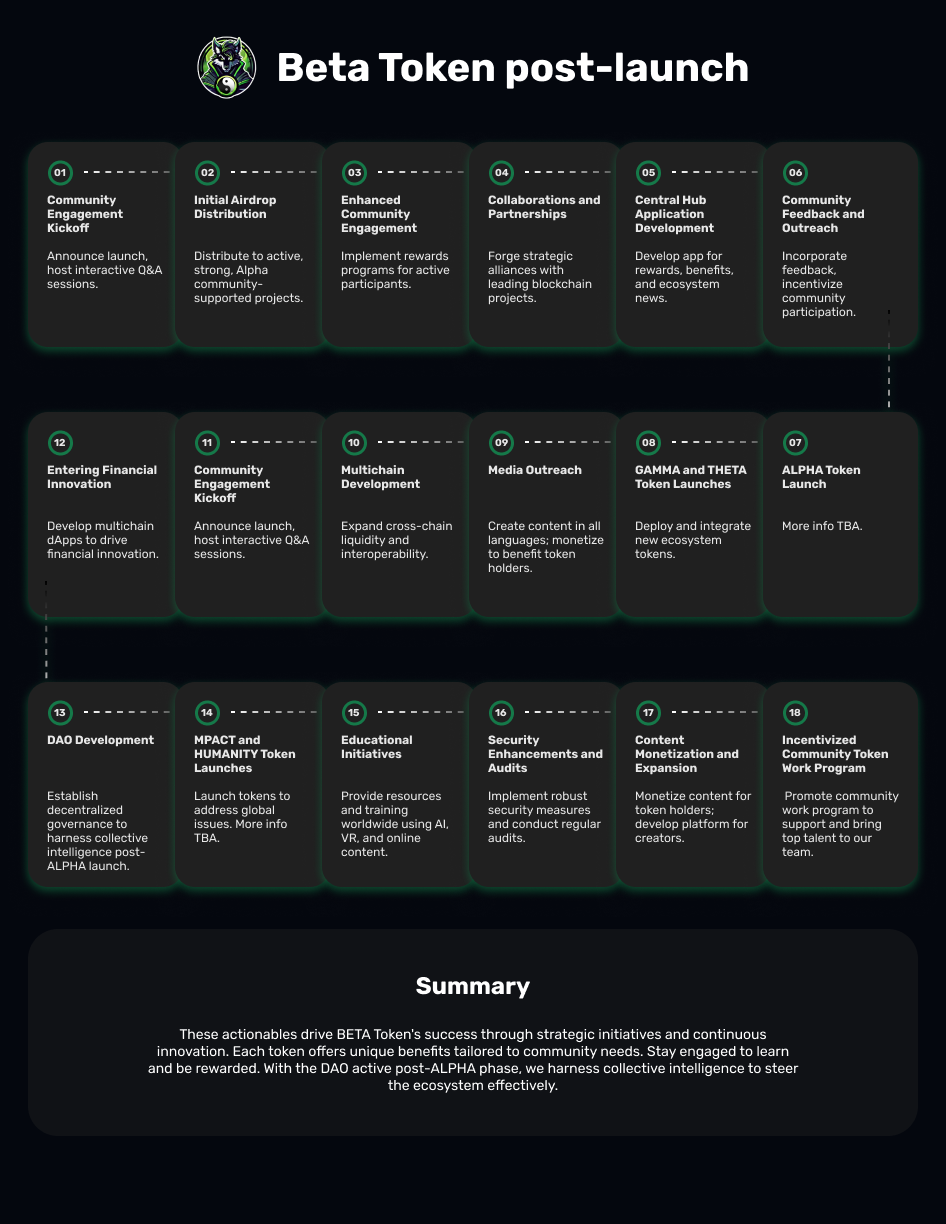 Beta Token post-launch
01
Community
Engagement
Kickoff
Announce launch,
host interactive Q&A
sessions.
02
Initial Airdrop
Distribution
Distribute to active,
strong, Alpha
community-
supported projects.
03
Enhanced
Community
Engagement
Implement rewards
programs for active
participants.
04
Collaborations and
Partnerships
Forge strategic
alliances with
leading blockchain
projects.
05
Central Hub
Application
Development
Develop app for
rewards, benefits,
and ecosystem
news.
06
Community
Feedback and
Outreach
Incorporate
feedback,
incentivize
community
participation.
07
ALPHA Token
Launch
More info TBA.
08
GAMMA and THETA
Token Launches
Deploy and integrate
new ecosystem
tokens.
09
Media Outreach
Create content in all
languages; monetize
to benefit token
holders.
10
Multichain
Development
Expand cross-chain
liquidity and
interoperability.
11
Community
Engagement
Kickoff
Announce launch,
host interactive Q&A
sessions.
12
Entering Financial
Innovation
Develop multichain
dApps to drive
financial innovation.
13
DAO Development
Establish
decentralized
governance to
harness collective
intelligence post-
ALPHA launch.
14
MPACT and
HUMANITY Token
Launches
Launch tokens to
address global
issues. More info
TBA.
15
Educational
Initiatives
Provide resources
and training
worldwide using AI,
VR, and online
content.
16
Security
Enhancements and
Audits
Implement robust
security measures
and conduct regular
audits.
17
Content
Monetization and
Expansion
Monetize content for
token holders;
develop platform for
creators.
18
Incentivized
Community Token
Work Program
Promote community
work program to
support and bring
top talent to our
team.
Summary
These actionables drive BETA Token's success through strategic initiatives and continuous
innovation. Each token offers unique benefits tailored to community needs. Stay engaged to learn
and be rewarded. With the DAO active post-ALPHA phase, we harness collective intelligence to steer
the ecosystem effectively.